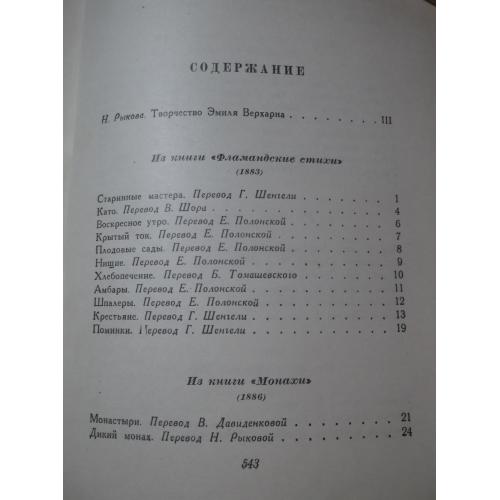 СОДЕРЖАНИЕ
Н. Рыкова. Творчество Эмиля Верхарна . . . . . . . . III
Из книги «Фламандские стихи»
(1883)
Старинные мастера. Перевод Г. Шенгели . . . . . . . 1
Като. Перевод В. Шора . . . . . . . . . . . 4
Воскресное утро. Перевод Е. Полонской . . . . . . . 6
Крытый ток. Перевод Е. Полонской . . . . . . . . 7
Плодовые сады. Перевод Е. Полонской . . . . . . . 8
Нищие. Перевод Е. Полонской . . . . . . . . . 9
Хлебопечение. Перевод Б. Томашевского . . . . . . . 10
Амбары. Перевод Е. Полонской . . . . . . . . . 11
Шпалеры. Перевод Е. Полонской . . . . . . . . . 12
Крестьяне. Перевод Г. Шенгели . . . . . . . . . 13
Поминки. Перевод Г. Шенгели . . . . . . . . . 19
Из книги «Монахи»
(1886)
Монастыри. Перевод В. Давиденковой . . . . . . . . 21
Дикий монах. Перевод Н. Рыковой . . . . . . . . . 24
543